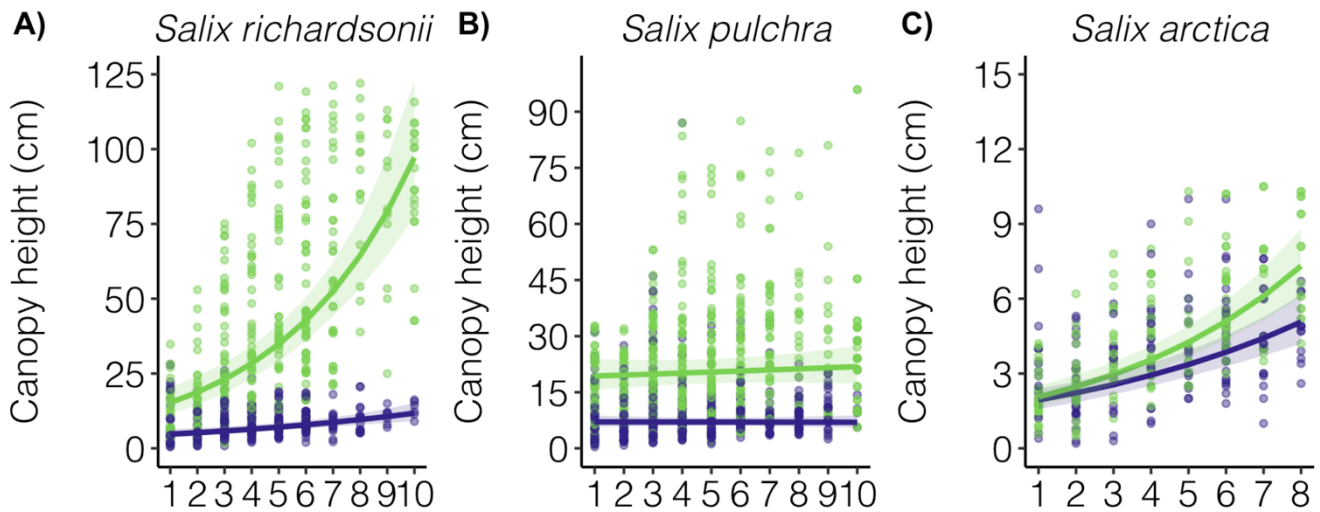 A) Salix richardsonii
Canopy height (cm)
125
100
75
50
25
0
1 2 3 4 5 6 7 8 9 10
B) Salix pulchra
Canopy height (cm)
90
75
60
45
30
15
0
1 2 3 4 5 6 7 8 9 10
C) Salix arctica
Canopy height (cm)
15
12
9
6
3
0
1 2 3 4 5 6 7 8